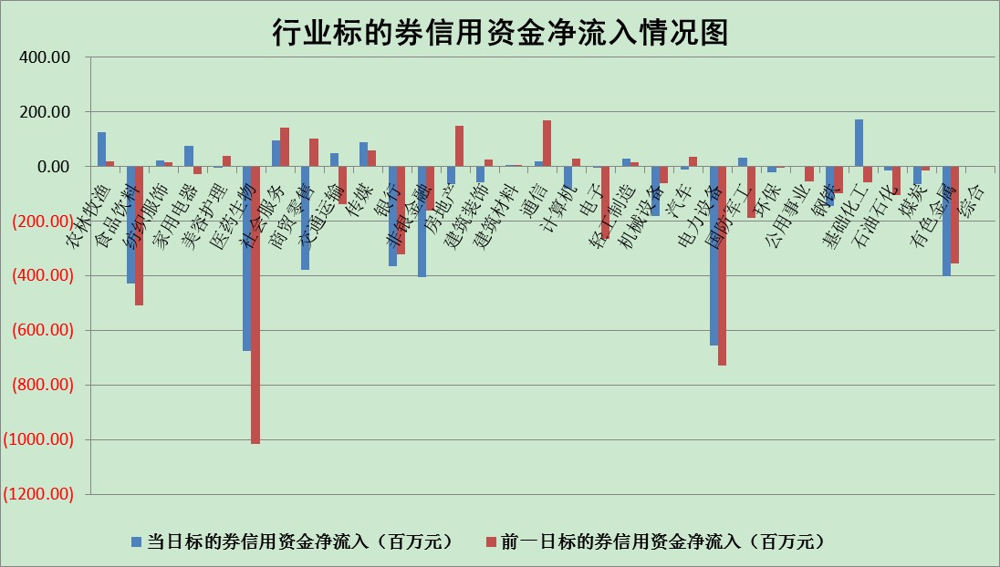 行业标的券信用资金净流入情况图
400.00
200.00
0.00
(200.00)
(400.00)
(600.00)
(800.00)
(1000.00)
(1200.00)
农林牧渔
食品饮料
纺织服饰
家用电器
美容护理
医药生物
社会服务
商贸零售
交通运输
传媒
银行
非银金融
房地产
建筑装饰
建筑材料
通信
计算机
电子
轻工制造
机械设备
汽车
电力设备
国防军工
环保
公用事业
钢铁
基础化工
石油石化
煤炭
有色金属
综合
当日标的券信用资金净流入（百万元）
前一日标的券信用资金净流入（百万元）